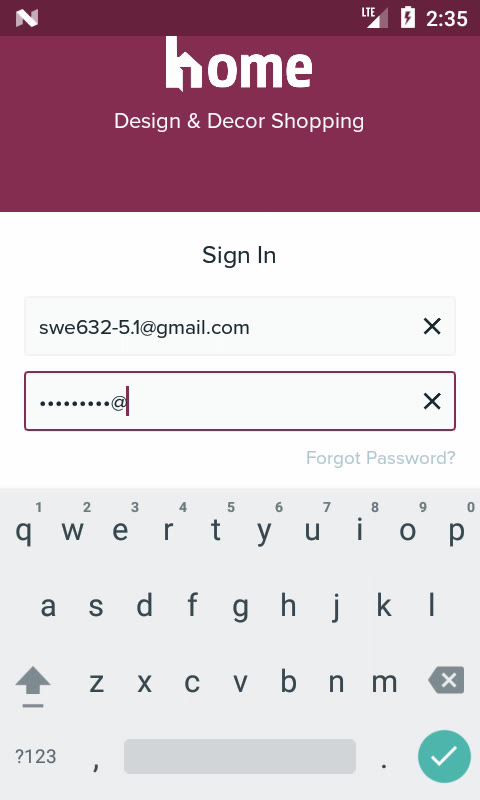 LTE 2:35
home
Design & Decor Shopping
Sign In
swe632-5.1@gmail.com
•••••••••@
Forgot Password?
1 2 3 4 5 6 7 8 9 0
q w e r t y u i o p
a s d f g h j k l
z x c v b n m
?123 , .